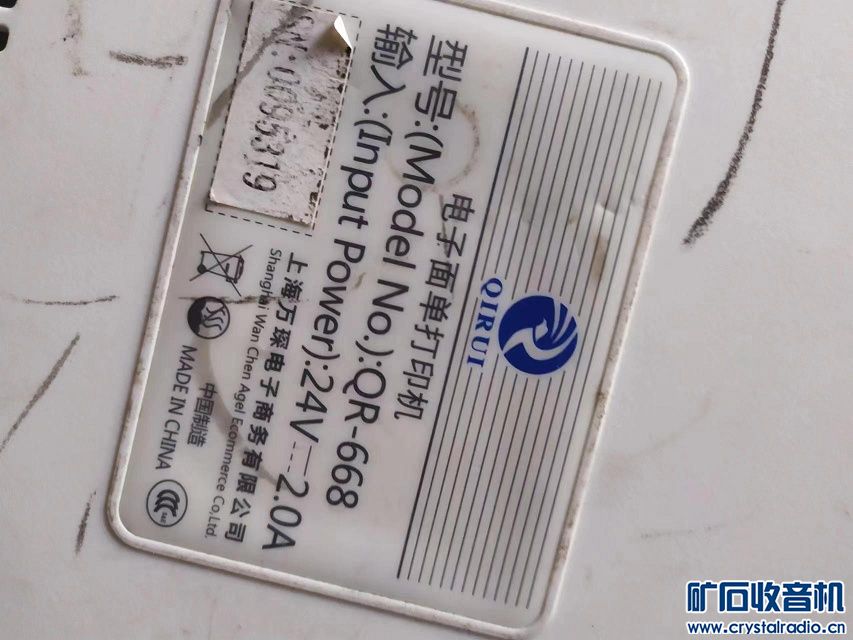 QIRUI
电子面单打印机
型号:(Model No.):QR-668
输入:(Input Power):24V⎓2.0A
上海万琛电子商务有限公司
Shanghai Wan Chen Agel Ecommerce Co,Ltd.
中国制造
MADE IN CHINA
SN:0095319
矿石收音机
www.crystalradio.cn